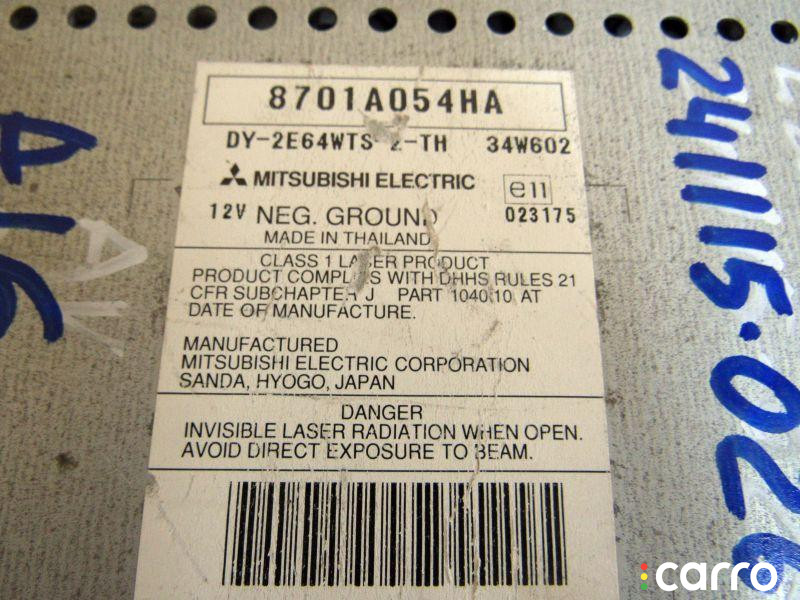 8701A054HA
DY-2E64WTS 2-TH 34W602
MITSUBISHI ELECTRIC e11
12V NEG. GROUND 023175
MADE IN THAILAND
CLASS 1 LASER PRODUCT
PRODUCT COMPLIES WITH DHHS RULES 21
CFR SUBCHAPTER J PART 1040.10 AT
DATE OF MANUFACTURE.
MANUFACTURED
MITSUBISHI ELECTRIC CORPORATION
SANDA, HYOGO, JAPAN
DANGER
INVISIBLE LASER RADIATION WHEN OPEN.
AVOID DIRECT EXPOSURE TO BEAM.
A16
carro